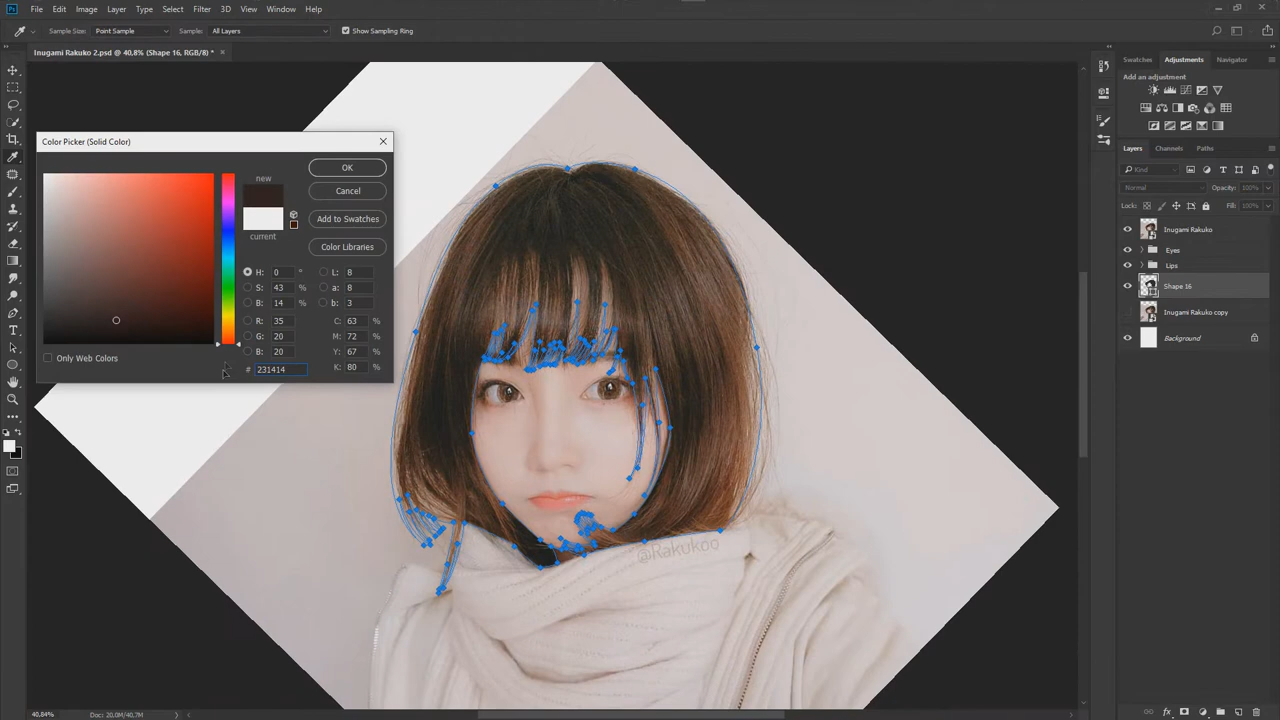 Ps File Edit Image Layer Type Select Filter 3D View Window Help
Sample Size: Point Sample Sample: All Layers Show Sampling Ring
Inugami Rakuko 2.psd @ 40,8% (Shape 16, RGB/8) * ×
Swatches Adjustments Navigator
Add an adjustment
Color Picker (Solid Color)
new
OK
Cancel
current
Add to Swatches
Color Libraries
H: 0 ° L: 8
S: 43 % a: 8
B: 14 % b: 3
R: 35 C: 63 %
G: 20 M: 72 %
B: 20 Y: 67 %
# 231414 K: 80 %
Only Web Colors
@Rakukoo
Layers Channels Paths
Kind
Normal Opacity: 100%
Lock: Fill: 100%
Inugami Rakuko
Eyes
Lips
Shape 16
Inugami Rakuko copy
Background
40,84% Doc: 20,0M/40,7M